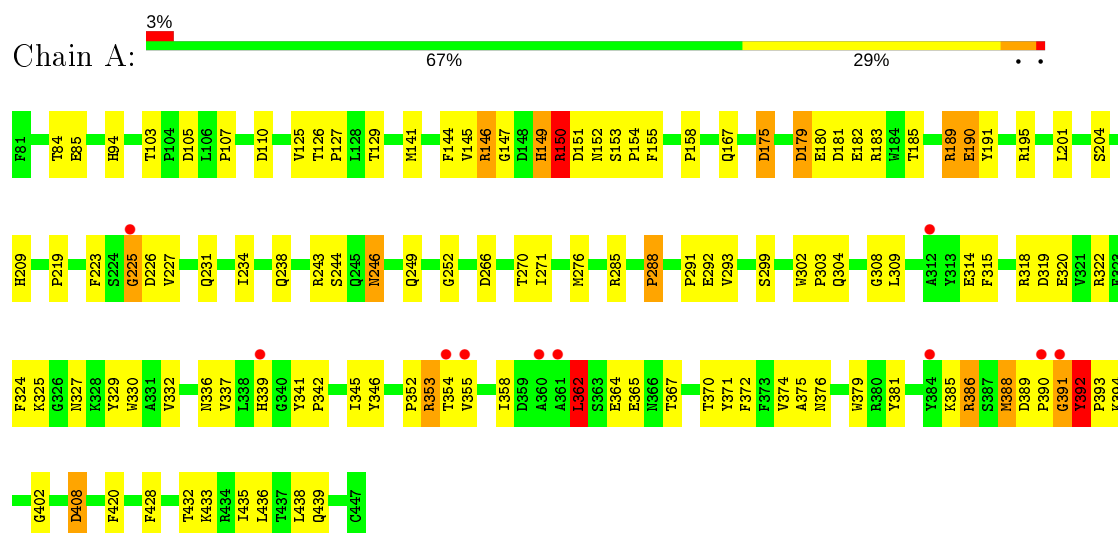 3%
Chain A:
67% 29% • •
F81 T84 E85 H94 T103 P104 D105 L106 P107 D110 V125 T126 P127 L128 T129 M141 F144 V145 R146 G147 D148 H149 R150 D151 N152 S153 P154 F155 P158 Q167 D175 D179 E180 D181 E182 R183 W184 T185 R189 E190 Y191 R195 L201 S204
H209 P219 F223 S224 G225 D226 V227 Q231 I234 Q238 R243 S244 Q245 N246 Q249 G252 D266 T270 I271 M276 R285 P288 P291 E292 V293 S299 W302 P303 Q304 G308 L309 A312 Y313 E314 F315 R318 D319 E320 V321 R322
F324 K325 G326 N327 K328 Y329 W330 A331 V332 N336 V337 L338 H339 G340 Y341 P342 I345 Y346 P352 R353 T354 V355 I358 D359 A360 A361 L362 S363 E364 E365 N366 T367 T370 Y371 F372 F373 V374 A375 N376 W379 R380 Y381 Y384 K385 R386 S387 M388 D389 P390 G391 Y392 P393 K394
G402 D408 F420 F428 T432 K433 R434 I435 L436 T437 L438 Q439 C447